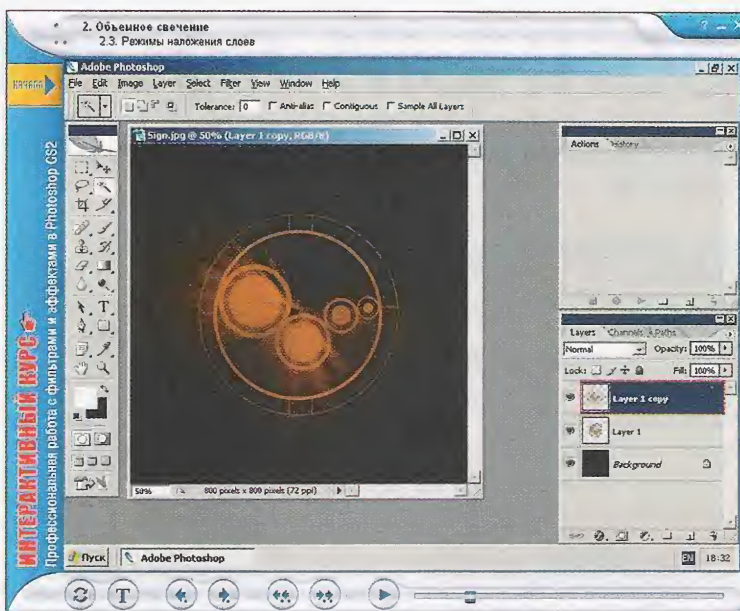 2. Объемное свечение
2.3. Режимы наложения слоев
НАЧАЛО
ИНТЕРАКТИВНЫЙ КУРС
Профессиональная работа с фильтрами и эффектами в Photoshop CS2
Adobe Photoshop
File Edit Image Layer Select Filter View Window Help
Tolerance: 0 Anti-alias Contiguous Sample All Layers
Sign.jpg @ 50% (Layer 1 copy, RGB/8)
50% 800 pixels x 800 pixels (72 ppi)
Actions History
Layers Channels Paths
Normal Opacity: 100%
Lock: Fill: 100%
Layer 1 copy
Layer 1
Background
Пуск Adobe Photoshop EN 18:32
T